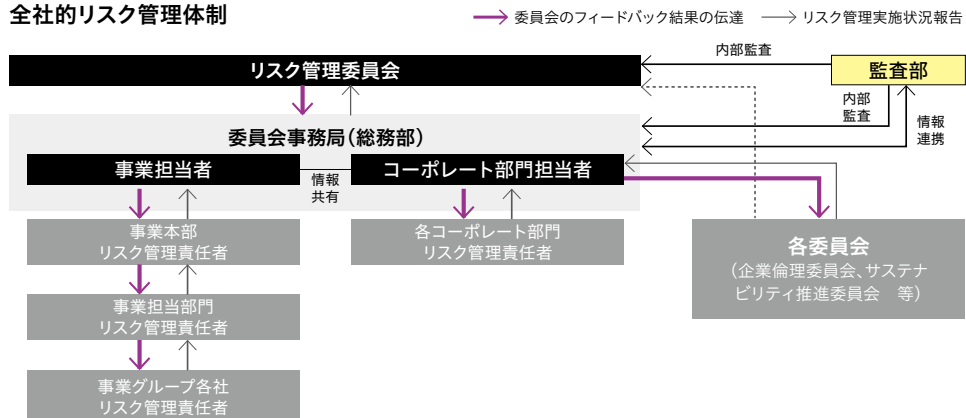 全社的リスク管理体制
委員会のフィードバック結果の伝達
リスク管理実施状況報告
リスク管理委員会
内部監査
監査部
内部
監査
情報
連携
委員会事務局(総務部)
事業担当者
情報
共有
コーポレート部門担当者
事業本部
リスク管理責任者
各コーポレート部門
リスク管理責任者
各委員会
(企業倫理委員会、サステナ
ビリティ推進委員会 等)
事業担当部門
リスク管理責任者
事業グループ各社
リスク管理責任者